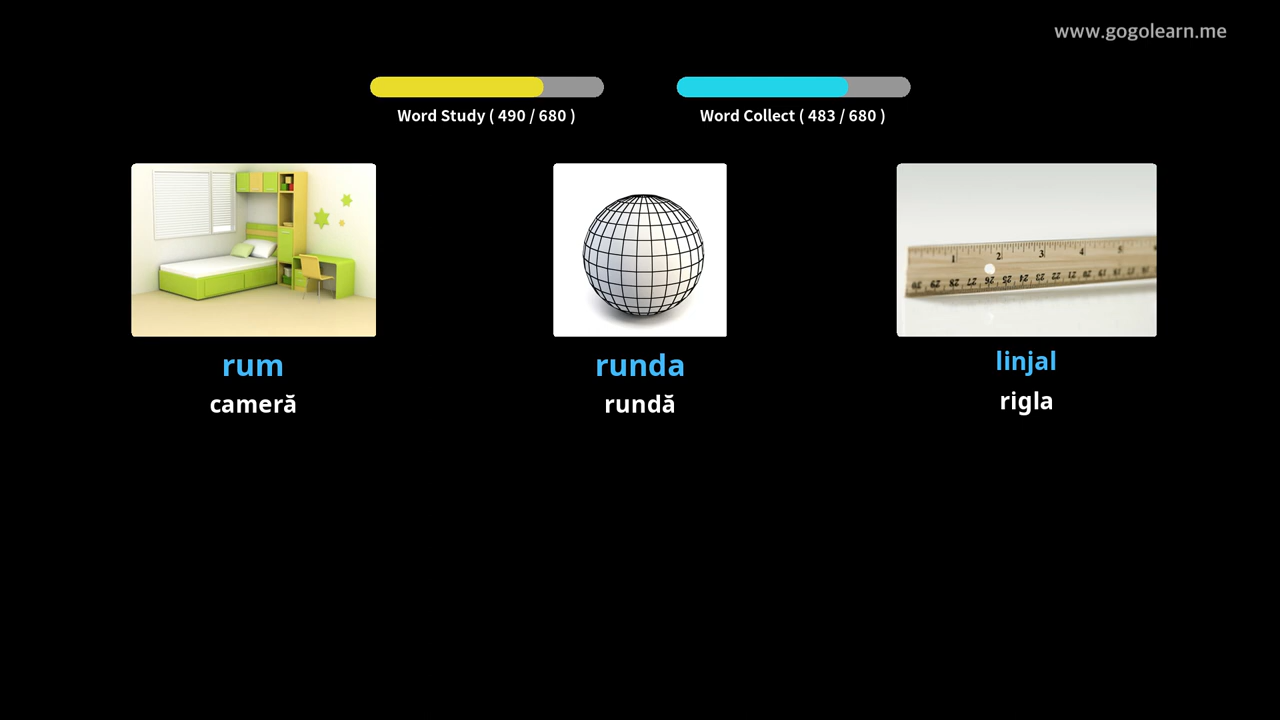 www.gogolearn.me
Word Study ( 490 / 680 )
Word Collect ( 483 / 680 )
rum
runda
linjal
cameră
rundă
rigla